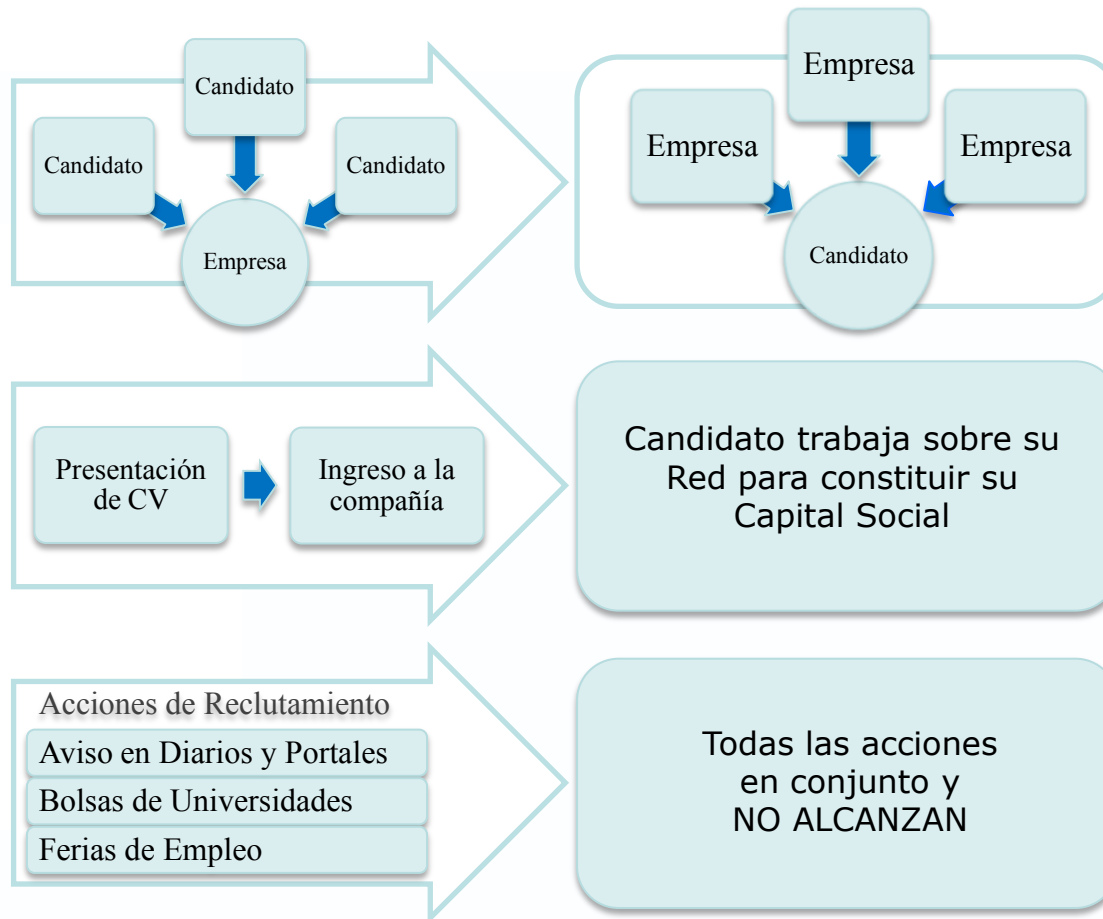 Candidato
Candidato
Candidato
Empresa
Empresa
Empresa
Empresa
Candidato
Presentación
de CV
Ingreso a la
compañía
Candidato trabaja sobre su
Red para constituir su
Capital Social
Acciones de Reclutamiento
Aviso en Diarios y Portales
Bolsas de Universidades
Ferias de Empleo
Todas las acciones
en conjunto y
NO ALCANZAN